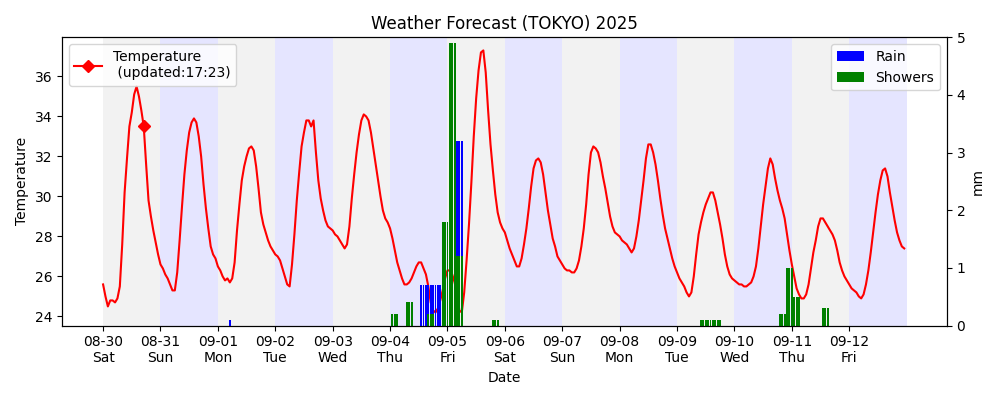 Weather Forecast (TOKYO) 2025
Temperature
(updated:17:23)
Rain
Showers
Temperature
36
34
32
30
28
26
24
5
4
3
2
1
0
mm
08-30 08-31 09-01 09-02 09-03 09-04 09-05 09-06 09-07 09-08 09-09 09-10 09-11 09-12
Sat Sun Mon Tue Wed Thu Fri Sat Sun Mon Tue Wed Thu Fri
Date